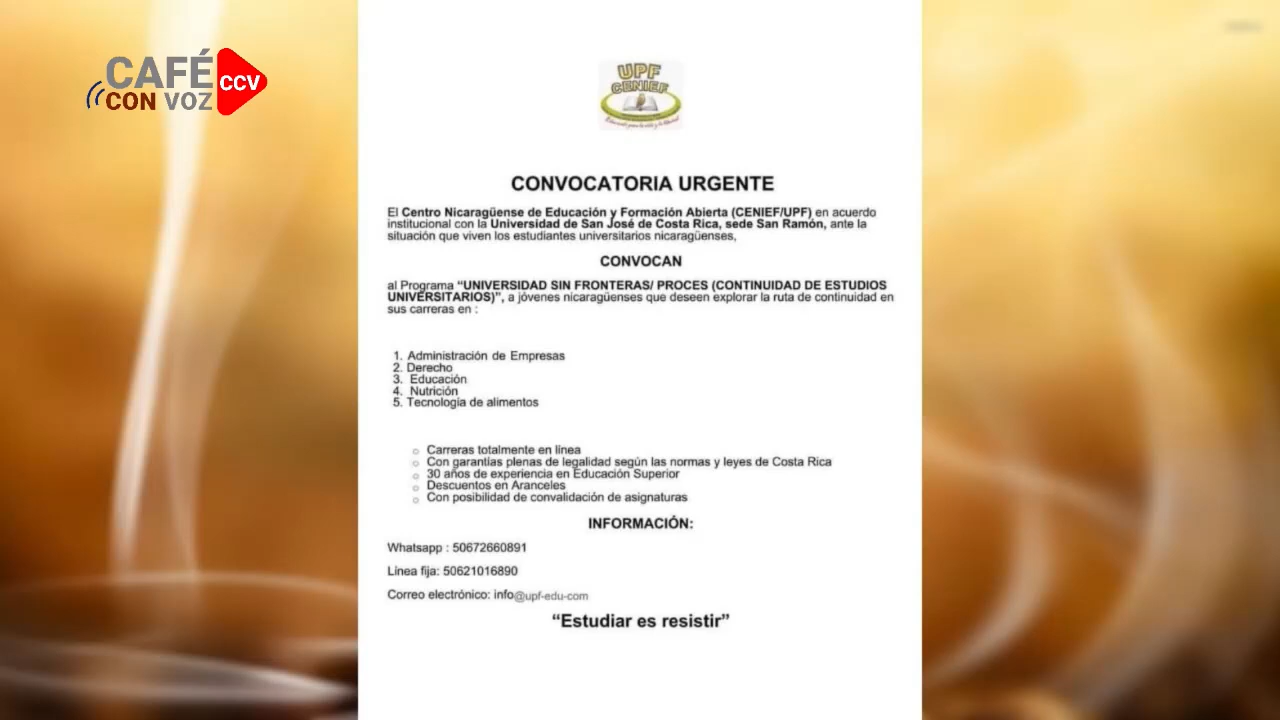 CAFÉ
CON VOZ
CCV
UPF
CENIEF
CONVOCATORIA URGENTE
El Centro Nicaragüense de Educación y Formación Abierta (CENIEF/UPF) en acuerdo
institucional con la Universidad de San José de Costa Rica, sede San Ramón, ante la
situación que viven los estudiantes universitarios nicaragüenses,
CONVOCAN
al Programa “UNIVERSIDAD SIN FRONTERAS/ PROCES (CONTINUIDAD DE ESTUDIOS
UNIVERSITARIOS)”, a jóvenes nicaragüenses que deseen explorar la ruta de continuidad en
sus carreras en :
1. Administración de Empresas
2. Derecho
3. Educación
4. Nutrición
5. Tecnología de alimentos
○ Carreras totalmente en línea
○ Con garantías plenas de legalidad según las normas y leyes de Costa Rica
○ 30 años de experiencia en Educación Superior
○ Descuentos en Aranceles
○ Con posibilidad de convalidación de asignaturas
INFORMACIÓN:
Whatsapp : 50672660891
Línea fija: 50621016890
Correo electrónico: info@upf-edu-com
“Estudiar es resistir”